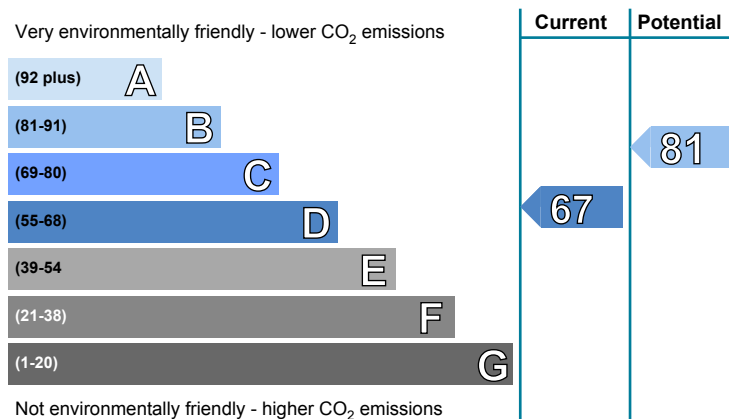 Current Potential
Very environmentally friendly - lower CO₂ emissions
(92 plus) A
(81-91) B
81
(69-80) C
(55-68) D
67
(39-54 E
(21-38) F
(1-20) G
Not environmentally friendly - higher CO₂ emissions